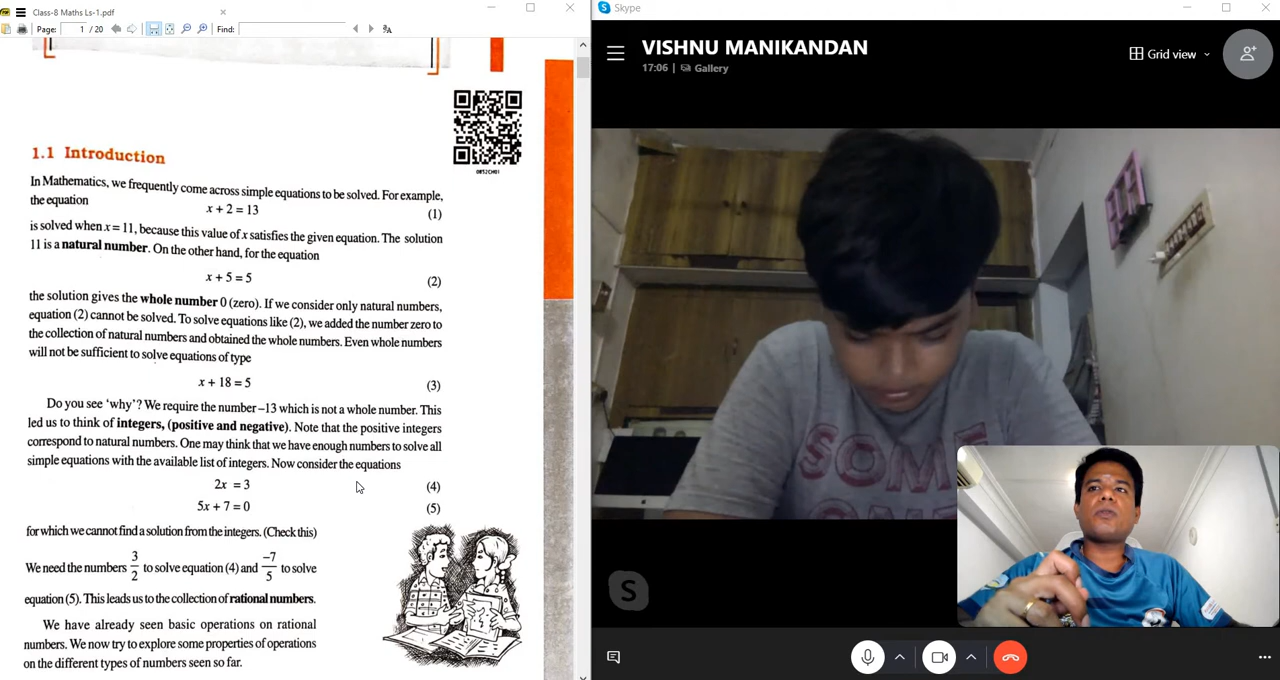 Class-8 Maths Ls-1.pdf
Page: 1 / 20 Find:
1.1 Introduction
In Mathematics, we frequently come across simple equations to be solved. For example,
the equation
x + 2 = 13 (1)
is solved when x = 11, because this value of x satisfies the given equation. The solution
11 is a natural number. On the other hand, for the equation
x + 5 = 5 (2)
the solution gives the whole number 0 (zero). If we consider only natural numbers,
equation (2) cannot be solved. To solve equations like (2), we added the number zero to
the collection of natural numbers and obtained the whole numbers. Even whole numbers
will not be sufficient to solve equations of type
x + 18 = 5 (3)
Do you see 'why'? We require the number –13 which is not a whole number. This
led us to think of integers, (positive and negative). Note that the positive integers
correspond to natural numbers. One may think that we have enough numbers to solve all
simple equations with the available list of integers. Now consider the equations
2x = 3 (4)
5x + 7 = 0 (5)
for which we cannot find a solution from the integers. (Check this)
We need the numbers 3/2 to solve equation (4) and -7/5 to solve
equation (5). This leads us to the collection of rational numbers.
We have already seen basic operations on rational
numbers. We now try to explore some properties of operations
on the different types of numbers seen so far.
0852CH01
Skype
VISHNU MANIKANDAN
17:06 | Gallery
Grid view
SOME
S